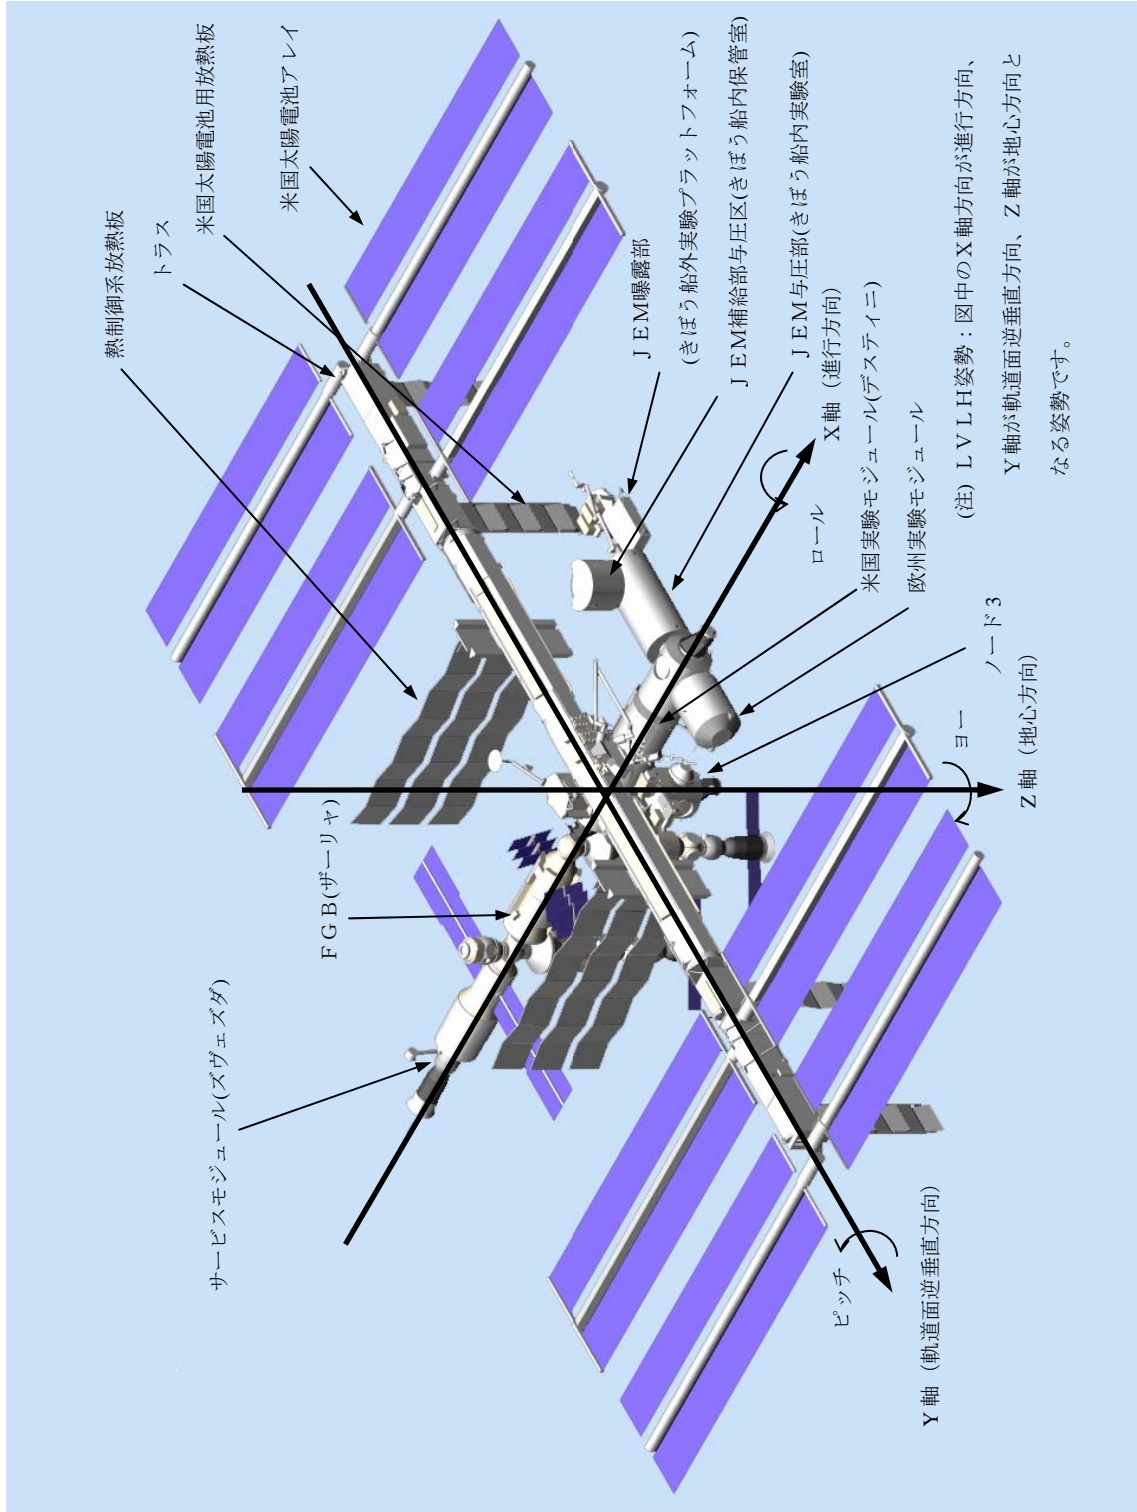 熱制御系放熱板
トラス
米国太陽電池用放熱板
米国太陽電池アレイ
ＪＥＭ曝露部
(きぼう船外実験プラットフォーム)
ＪＥＭ補給部与圧区(きぼう船内保管室)
ＪＥＭ与圧部(きぼう船内実験室)
X軸（進行方向）
ロール
米国実験モジュール(デスティニ)
欧州実験モジュール
ノード3
ヨー
Z軸（地心方向）
ＦＧＢ(ザーリャ)
サービスモジュール(ズヴェズダ)
ピッチ
Y軸（軌道面逆垂直方向）
(注) ＬＶＬＨ姿勢；図中のX軸方向が進行方向、
Y軸が軌道面逆垂直方向、Z軸が地心方向と
なる姿勢です。